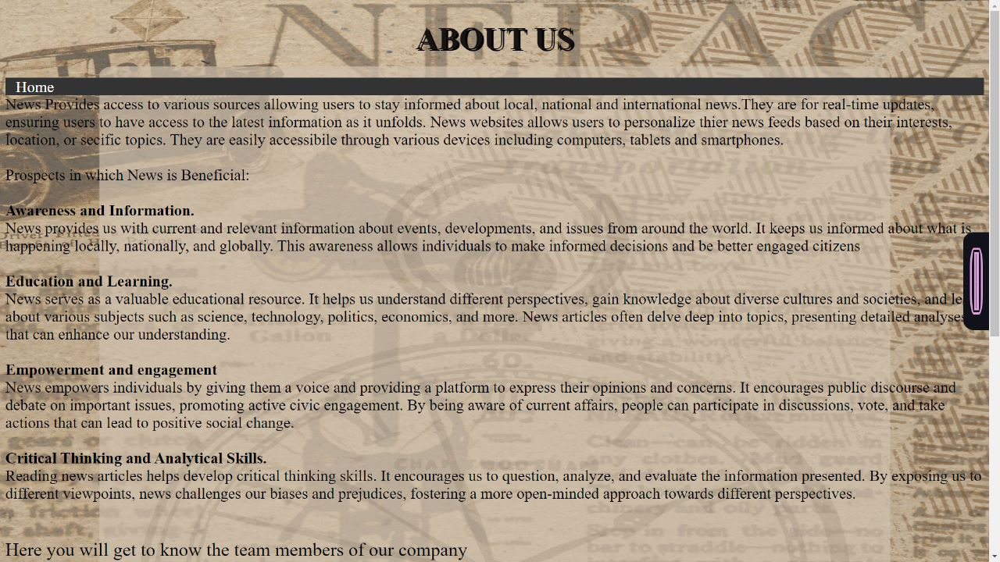 ABOUT US
Home
News Provides access to various sources allowing users to stay informed about local, national and international news.They are for real-time updates,
ensuring users to have access to the latest information as it unfolds. News websites allows users to personalize thier news feeds based on their interests,
location, or secific topics. They are easily accessibile through various devices including computers, tablets and smartphones.
Prospects in which News is Beneficial:
Awareness and Information.
News provides us with current and relevant information about events, developments, and issues from around the world. It keeps us informed about what is
happening locally, nationally, and globally. This awareness allows individuals to make informed decisions and be better engaged citizens
Education and Learning.
News serves as a valuable educational resource. It helps us understand different perspectives, gain knowledge about diverse cultures and societies, and
about various subjects such as science, technology, politics, economics, and more. News articles often delve deep into topics, presenting detailed analyses
that can enhance our understanding.
Empowerment and engagement
News empowers individuals by giving them a voice and providing a platform to express their opinions and concerns. It encourages public discourse and
debate on important issues, promoting active civic engagement. By being aware of current affairs, people can participate in discussions, vote, and take
actions that can lead to positive social change.
Critical Thinking and Analytical Skills.
Reading news articles helps develop critical thinking skills. It encourages us to question, analyze, and evaluate the information presented. By exposing us to
different viewpoints, news challenges our biases and prejudices, fostering a more open-minded approach towards different perspectives.
Here you will get to know the team members of our company